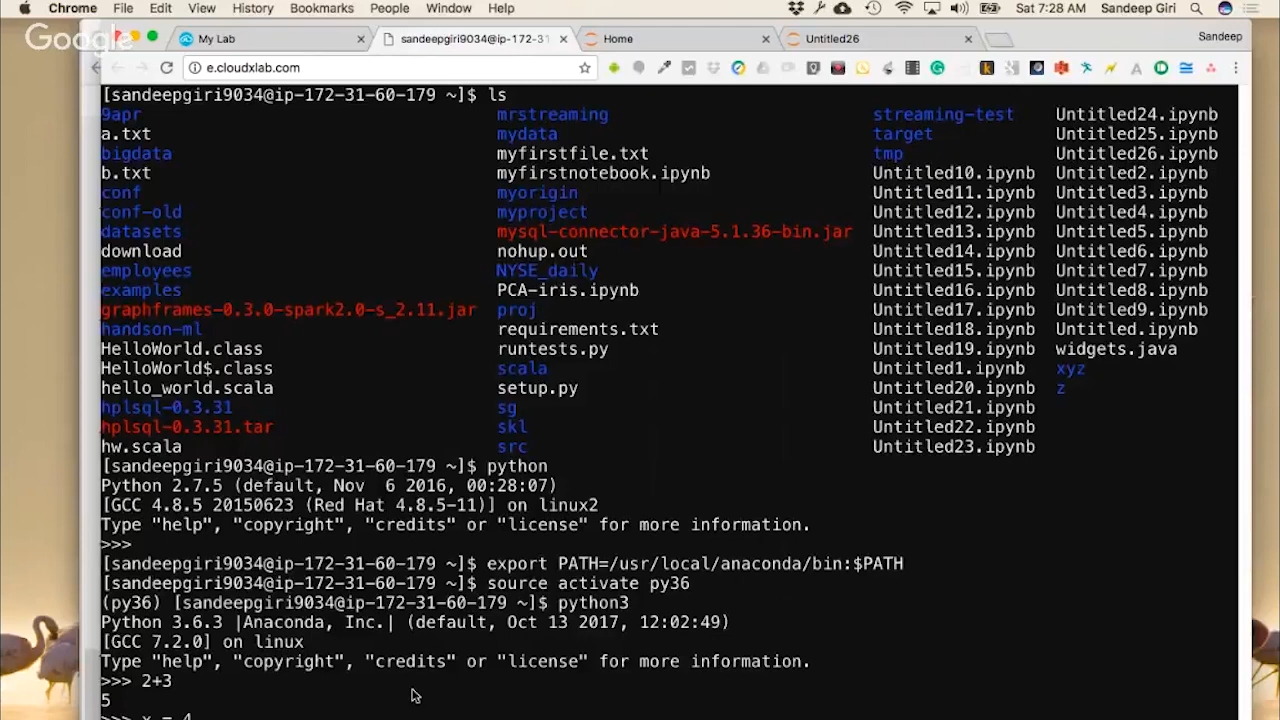 Chrome File Edit View History Bookmarks People Window Help Sat 7:28 AM Sandeep Giri
Google
My Lab sandeepgiri9034@ip-172-31 Home Untitled26 Sandeep
e.cloudxlab.com
[sandeepgiri9034@ip-172-31-60-179 ~]$ ls
9apr mrstreaming streaming-test Untitled24.ipynb
a.txt mydata target Untitled25.ipynb
bigdata myfirstfile.txt tmp Untitled26.ipynb
b.txt myfirstnotebook.ipynb Untitled10.ipynb Untitled2.ipynb
conf myorigin Untitled11.ipynb Untitled3.ipynb
conf-old myproject Untitled12.ipynb Untitled4.ipynb
datasets mysql-connector-java-5.1.36-bin.jar Untitled13.ipynb Untitled5.ipynb
download nohup.out Untitled14.ipynb Untitled6.ipynb
employees NYSE_daily Untitled15.ipynb Untitled7.ipynb
examples PCA-iris.ipynb Untitled16.ipynb Untitled8.ipynb
graphframes-0.3.0-spark2.0-s_2.11.jar proj Untitled17.ipynb Untitled9.ipynb
handson-ml requirements.txt Untitled18.ipynb Untitled.ipynb
HelloWorld.class runtests.py Untitled19.ipynb widgets.java
HelloWorld$.class scala Untitled1.ipynb xyz
hello_world.scala setup.py Untitled20.ipynb z
hplsql-0.3.31 sg Untitled21.ipynb
hplsql-0.3.31.tar skl Untitled22.ipynb
hw.scala src Untitled23.ipynb
[sandeepgiri9034@ip-172-31-60-179 ~]$ python
Python 2.7.5 (default, Nov  6 2016, 00:28:07)
[GCC 4.8.5 20150623 (Red Hat 4.8.5-11)] on linux2
Type "help", "copyright", "credits" or "license" for more information.
>>>
[sandeepgiri9034@ip-172-31-60-179 ~]$ export PATH=/usr/local/anaconda/bin:$PATH
[sandeepgiri9034@ip-172-31-60-179 ~]$ source activate py36
(py36) [sandeepgiri9034@ip-172-31-60-179 ~]$ python3
Python 3.6.3 |Anaconda, Inc.| (default, Oct 13 2017, 12:02:49)
[GCC 7.2.0] on linux
Type "help", "copyright", "credits" or "license" for more information.
>>> 2+3
5
>>> x = 4